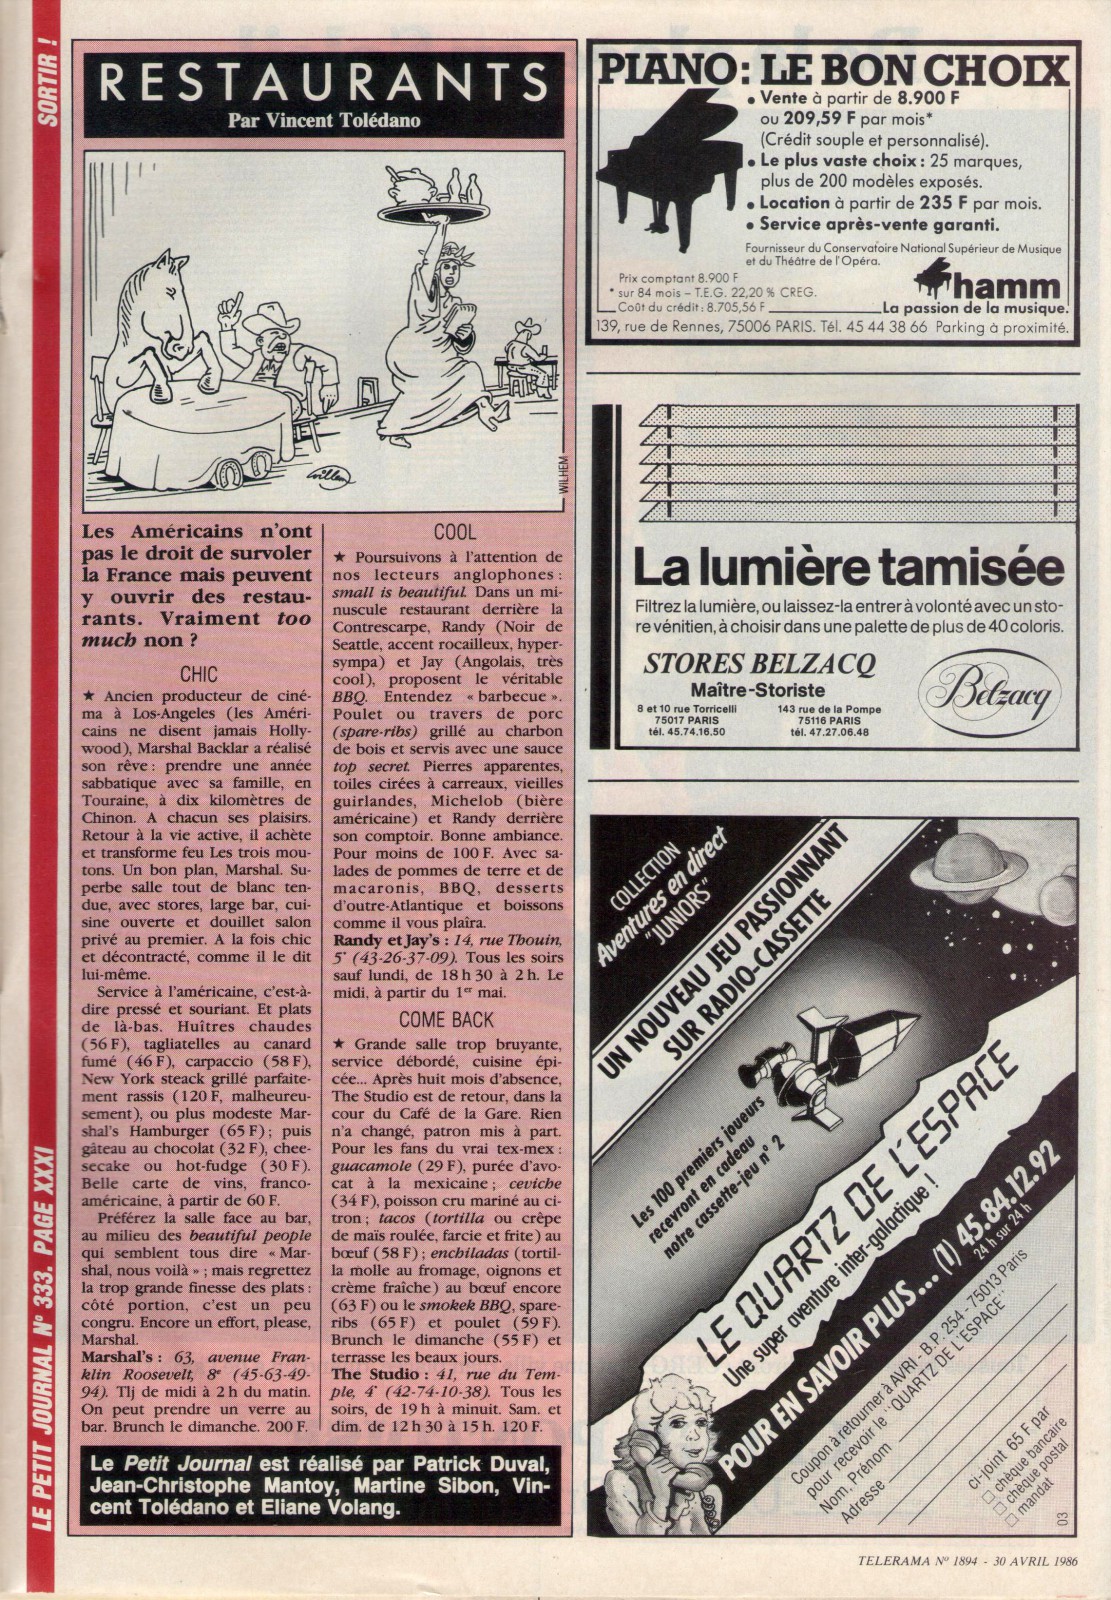 SORTIR !
LE PETIT JOURNAL N° 333. PAGE XXXI
RESTAURANTS
Par Vincent Tolédano
willem
WILHEM
Les Américains n'ont
pas le droit de survoler
la France mais peuvent
y ouvrir des restau-
rants. Vraiment too
much non ?
CHIC
★ Ancien producteur de ciné-
ma à Los-Angeles (les Améri-
cains ne disent jamais Holly-
wood), Marshal Backlar a réalisé
son rêve : prendre une année
sabbatique avec sa famille, en
Touraine, à dix kilomètres de
Chinon. A chacun ses plaisirs.
Retour à la vie active, il achète
et transforme feu Les trois mou-
tons. Un bon plan, Marshal. Su-
perbe salle tout de blanc ten-
due, avec stores, large bar, cui-
sine ouverte et douillet salon
privé au premier. A la fois chic
et décontracté, comme il le dit
lui-même.
Service à l'américaine, c'est-à-
dire pressé et souriant. Et plats
de là-bas. Huîtres chaudes
(56 F), tagliatelles au canard
fumé (46 F), carpaccio (58 F),
New York steack grillé parfaite-
ment rassis (120 F, malheureu-
sement), ou plus modeste Mar-
shal's Hamburger (65 F) ; puis
gâteau au chocolat (32 F), chee-
secake ou hot-fudge (30 F).
Belle carte de vins, franco-
américaine, à partir de 60 F.
Préférez la salle face au bar,
au milieu des beautiful people
qui semblent tous dire « Mar-
shal, nous voilà » ; mais regrettez
la trop grande finesse des plats :
côté portion, c'est un peu
congru. Encore un effort, please,
Marshal.
Marshal's : 63, avenue Fran-
klin Roosevelt, 8e (45-63-49-
94). Tlj de midi à 2 h du matin.
On peut prendre un verre au
bar. Brunch le dimanche. 200 F.
COOL
★ Poursuivons à l'attention de
nos lecteurs anglophones :
small is beautiful. Dans un mi-
nuscule restaurant derrière la
Contrescarpe, Randy (Noir de
Seattle, accent rocailleux, hyper-
sympa) et Jay (Angolais, très
cool), proposent le véritable
BBQ. Entendez « barbecue ».
Poulet ou travers de porc
(spare-ribs) grillé au charbon
de bois et servis avec une sauce
top secret. Pierres apparentes,
toiles cirées à carreaux, vieilles
guirlandes, Michelob (bière
américaine) et Randy derrière
son comptoir. Bonne ambiance.
Pour moins de 100 F. Avec sa-
lades de pommes de terre et de
macaronis, BBQ, desserts
d'outre-Atlantique et boissons
comme il vous plaîra.
Randy et Jay's : 14, rue Thouin,
5e (43-26-37-09). Tous les soirs
sauf lundi, de 18 h 30 à 2 h. Le
midi, à partir du 1er mai.
COME BACK
★ Grande salle trop bruyante,
service débordé, cuisine épi-
cée... Après huit mois d'absence,
The Studio est de retour, dans la
cour du Café de la Gare. Rien
n'a changé, patron mis à part.
Pour les fans du vrai tex-mex :
guacamole (29 F), purée d'avo-
cat à la mexicaine ; ceviche
(34 F), poisson cru mariné au ci-
tron ; tacos (tortilla ou crêpe
de maïs roulée, farcie et frite) au
bœuf (58 F) ; enchiladas (tortil-
la molle au fromage, oignons et
crème fraîche) au bœuf encore
(63 F) ou le smokek BBQ, spare-
ribs (65 F) et poulet (59 F).
Brunch le dimanche (55 F) et
terrasse les beaux jours.
The Studio : 41, rue du Tem-
ple, 4e (42-74-10-38). Tous les
soirs, de 19 h à minuit. Sam. et
dim. de 12 h 30 à 15 h. 120 F.
Le Petit Journal est réalisé par Patrick Duval,
Jean-Christophe Mantoy, Martine Sibon, Vin-
cent Tolédano et Eliane Volang.
PIANO : LE BON CHOIX
• Vente à partir de 8.900 F
ou 209,59 F par mois*
(Crédit souple et personnalisé).
• Le plus vaste choix : 25 marques,
plus de 200 modèles exposés.
• Location à partir de 235 F par mois.
• Service après-vente garanti.
Fournisseur du Conservatoire National Supérieur de Musique
et du Théâtre de l'Opéra.
Prix comptant 8.900 F
* sur 84 mois – T.E.G. 22,20 % CREG.
Coût du crédit : 8.705,56 F
hamm
La passion de la musique.
139, rue de Rennes, 75006 PARIS. Tél. 45 44 38 66 Parking à proximité.
La lumière tamisée
Filtrez la lumière, ou laissez-la entrer à volonté avec un sto-
re vénitien, à choisir dans une palette de plus de 40 coloris.
STORES BELZACQ
Maître-Storiste
8 et 10 rue Torricelli
75017 PARIS
tél. 45.74.16.50
143 rue de la Pompe
75116 PARIS
tél. 47.27.06.48
Belzacq
COLLECTION
Aventures en direct
"JUNIORS"
UN NOUVEAU JEU PASSIONNANT
SUR RADIO-CASSETTE
Les 100 premiers joueurs
recevront en cadeau
notre cassette-jeu n° 2
LE QUARTZ DE L'ESPACE
Une super aventure inter-galactique !
POUR EN SAVOIR PLUS... (1) 45.84.12.92
24 h sur 24 h
Coupon à retourner à AVRI - B.P. 254 - 75013 Paris
pour recevoir le "QUARTZ DE L'ESPACE"
Nom, Prénom
Adresse
ci-joint 65 F par
□ chèque bancaire
□ chèque postal
□ mandat
03
TELERAMA N° 1894 - 30 AVRIL 1986